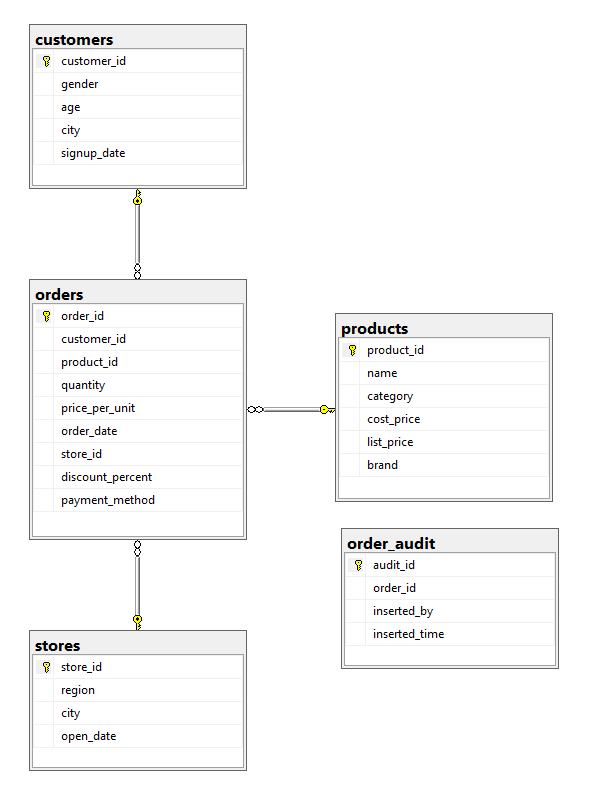 customers
customer_id
gender
age
city
signup_date
orders
order_id
customer_id
product_id
quantity
price_per_unit
order_date
store_id
discount_percent
payment_method
products
product_id
name
category
cost_price
list_price
brand
order_audit
audit_id
order_id
inserted_by
inserted_time
stores
store_id
region
city
open_date